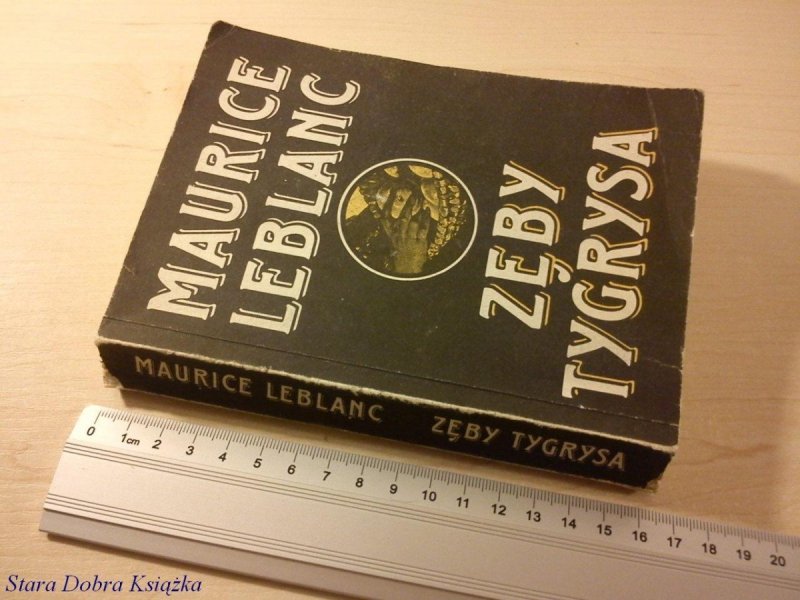 MAURICE
LEBLANC
ZĘBY
TYGRYSA
MAURICE LEBLANC ZĘBY TYGRYSA
0 1cm 2 3 4 5 6 7 8 9 10 11 12 13 14 15 16 17 18 19 20
Stara Dobra Książka